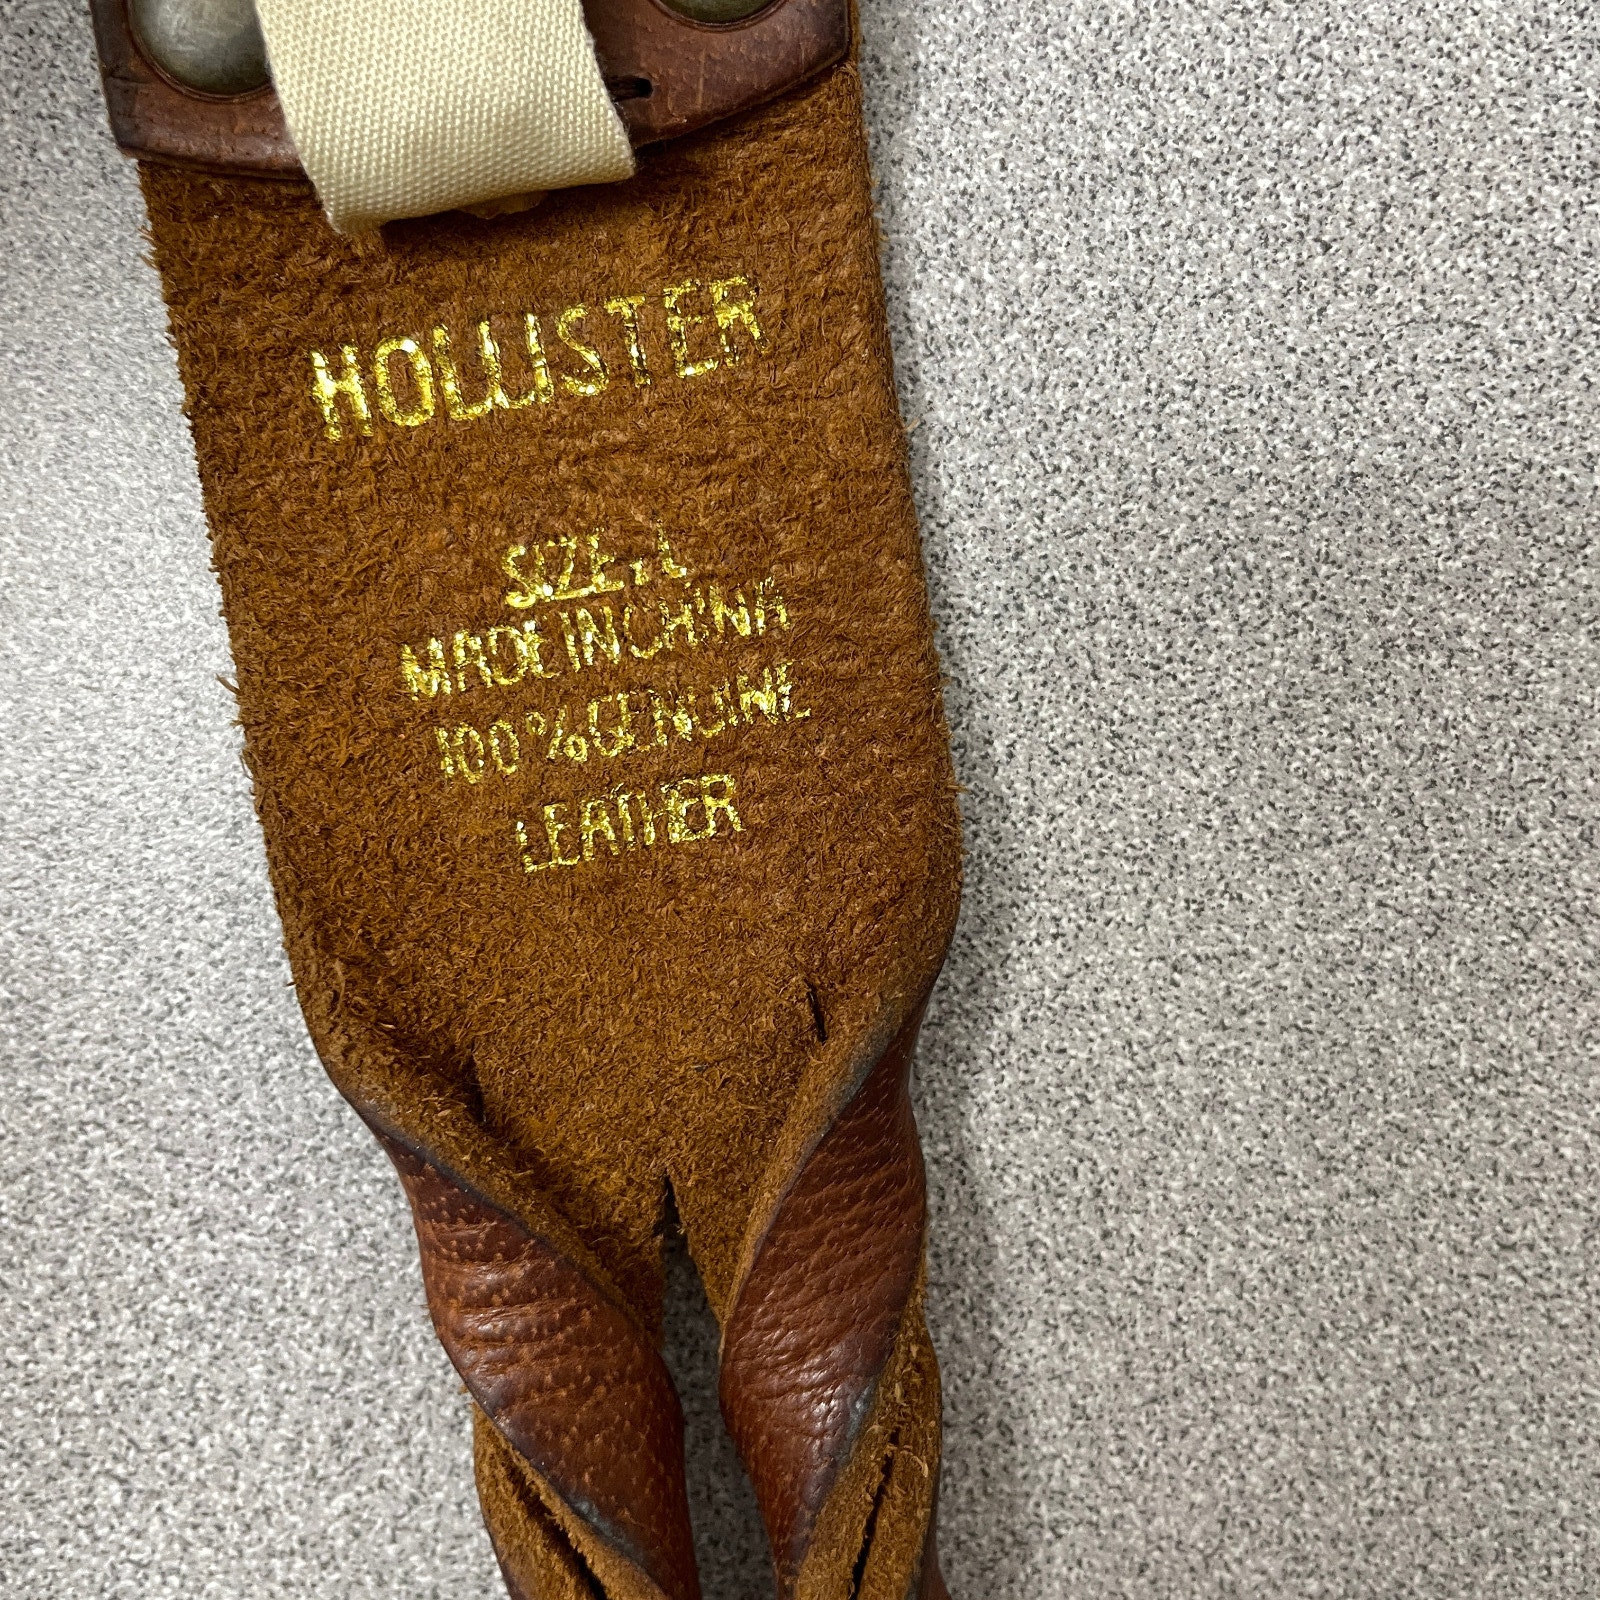 HOLLISTER
SIZE: L
MADE IN CHINA
100% GENUINE
LEATHER